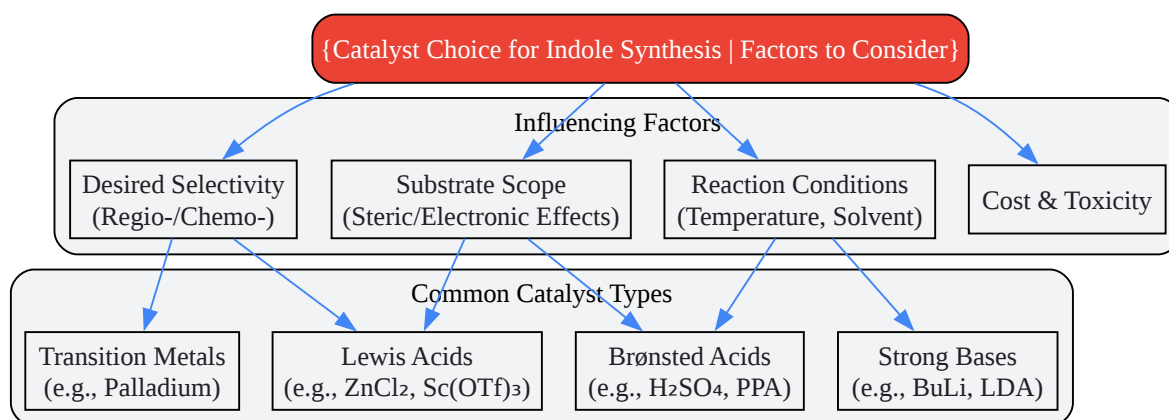 {Catalyst Choice for Indole Synthesis | Factors to Consider}
Influencing Factors
Desired Selectivity
(Regio-/Chemo-)
Substrate Scope
(Steric/Electronic Effects)
Reaction Conditions
(Temperature, Solvent)
Cost & Toxicity
Common Catalyst Types
Transition Metals
(e.g., Palladium)
Lewis Acids
(e.g., ZnCl₂, Sc(OTf)₃)
Brønsted Acids
(e.g., H₂SO₄, PPA)
Strong Bases
(e.g., BuLi, LDA)